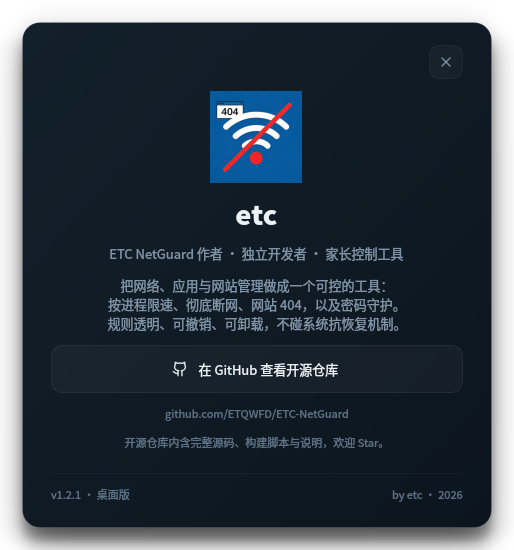 404
etc
ETC NetGuard 作者 · 独立开发者 · 家长控制工具
把网络、应用与网站管理做成一个可控的工具：
按进程限速、彻底断网、网站 404，以及密码守护。
规则透明、可撤销、可卸载，不碰系统抗恢复机制。
在 GitHub 查看开源仓库
github.com/ETQWFD/ETC-NetGuard
开源仓库内含完整源码、构建脚本与说明，欢迎 Star。
v1.2.1 · 桌面版
by etc · 2026